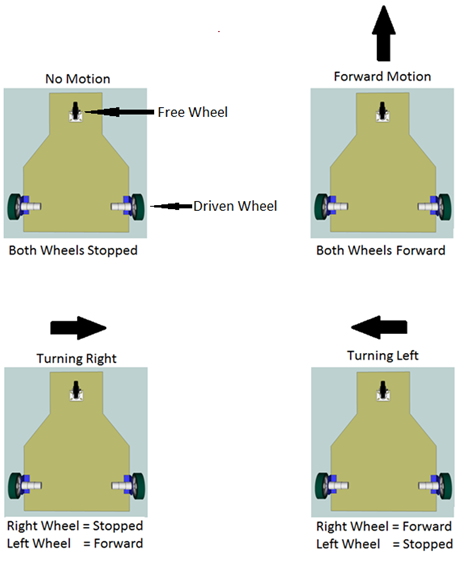 No Motion
Forward Motion
Free Wheel
Driven Wheel
Both Wheels Stopped
Both Wheels Forward
Turning Right
Turning Left
Right Wheel = Stopped
Left Wheel = Forward
Right Wheel = Forward
Left Wheel = Stopped